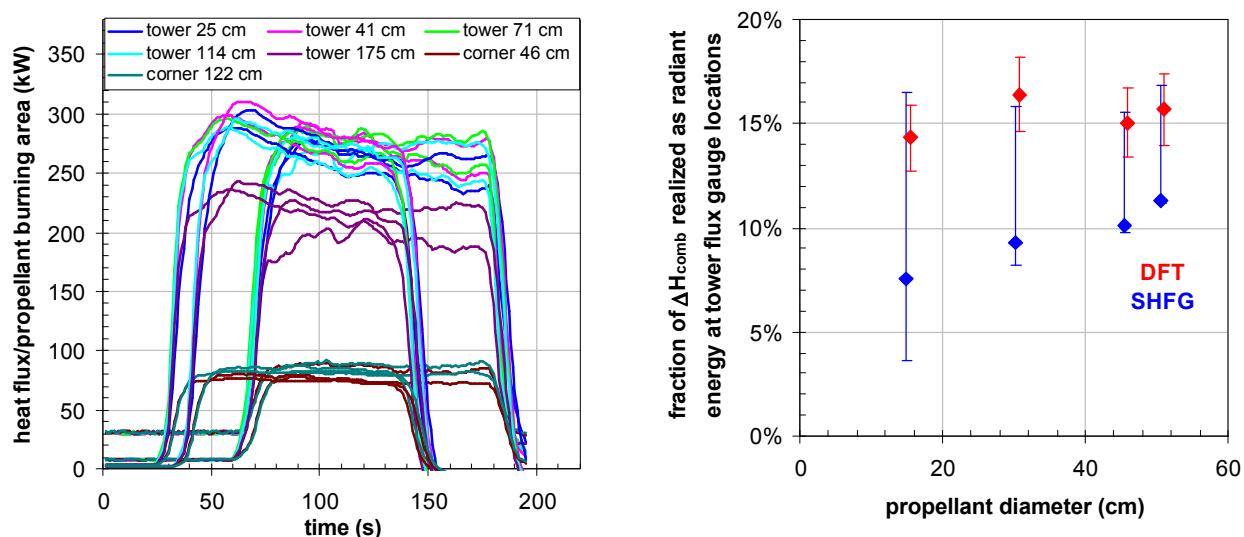 heat flux/propellant burning area (kW)
350
300
250
200
150
100
50
0
tower 25 cm tower 41 cm tower 71 cm
tower 114 cm tower 175 cm corner 46 cm
corner 122 cm
0 50 100 150 200
time (s)
fraction of ΔHcomb realized as radiant
energy at tower flux gauge locations
20%
15%
10%
5%
0%
DFT
SHFG
0 20 40 60
propellant diameter (cm)